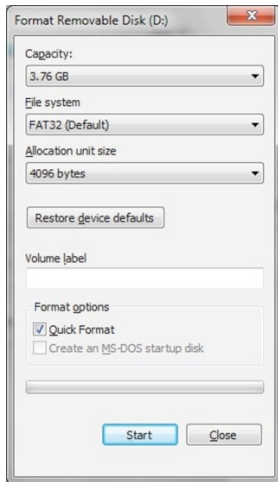 Format Removable Disk (D:)
Capacity:
3.76 GB
File system
FAT32 (Default)
Allocation unit size
4096 bytes
Restore device defaults
Volume label
Format options
Quick Format
Create an MS-DOS startup disk
Start Close